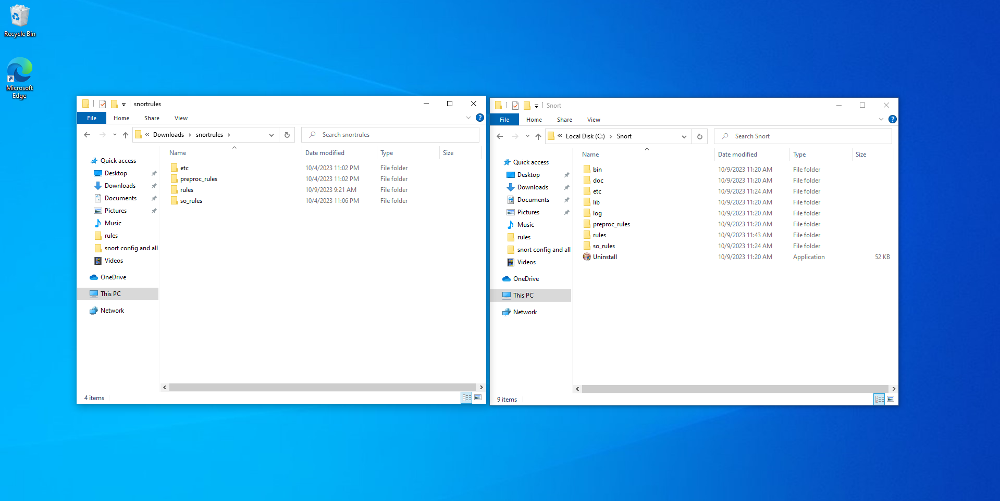 Recycle Bin
Microsoft
Edge
snortrules
File Home Share View
« Downloads › snortrules ›
Search snortrules
Name Date modified Type Size
Quick access
Desktop
Downloads
Documents
Pictures
Music
rules
snort config and all
Videos
OneDrive
This PC
Network
etc 10/4/2023 11:02 PM File folder
preproc_rules 10/4/2023 11:02 PM File folder
rules 10/9/2023 9:21 AM File folder
so_rules 10/4/2023 11:06 PM File folder
4 items
Snort
File Home Share View
« Local Disk (C:) › Snort
Search Snort
Name Date modified Type Size
Quick access
Desktop
Downloads
Documents
Pictures
Music
rules
snort config and all
Videos
OneDrive
This PC
Network
bin 10/9/2023 11:20 AM File folder
doc 10/9/2023 11:20 AM File folder
etc 10/9/2023 11:24 AM File folder
lib 10/9/2023 11:20 AM File folder
log 10/9/2023 11:20 AM File folder
preproc_rules 10/9/2023 11:20 AM File folder
rules 10/9/2023 11:43 AM File folder
so_rules 10/9/2023 11:24 AM File folder
Uninstall 10/9/2023 11:20 AM Application 52 KB
9 items